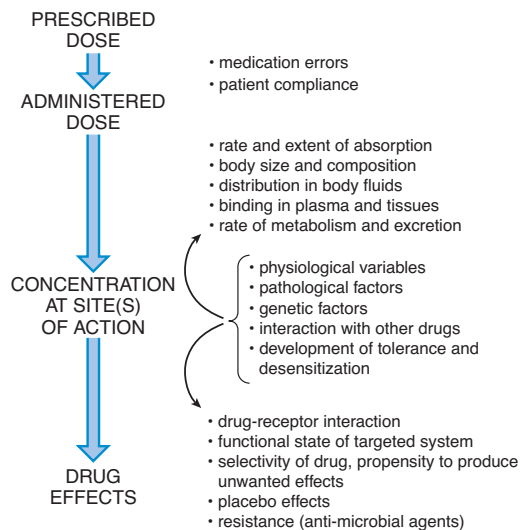 PRESCRIBED
DOSE
• medication errors
• patient compliance
ADMINISTERED
DOSE
• rate and extent of absorption
• body size and composition
• distribution in body fluids
• binding in plasma and tissues
• rate of metabolism and excretion
• physiological variables
• pathological factors
• genetic factors
• interaction with other drugs
• development of tolerance and
desensitization
CONCENTRATION
AT SITE(S)
OF ACTION
• drug-receptor interaction
• functional state of targeted system
• selectivity of drug, propensity to produce
unwanted effects
• placebo effects
• resistance (anti-microbial agents)
DRUG
EFFECTS